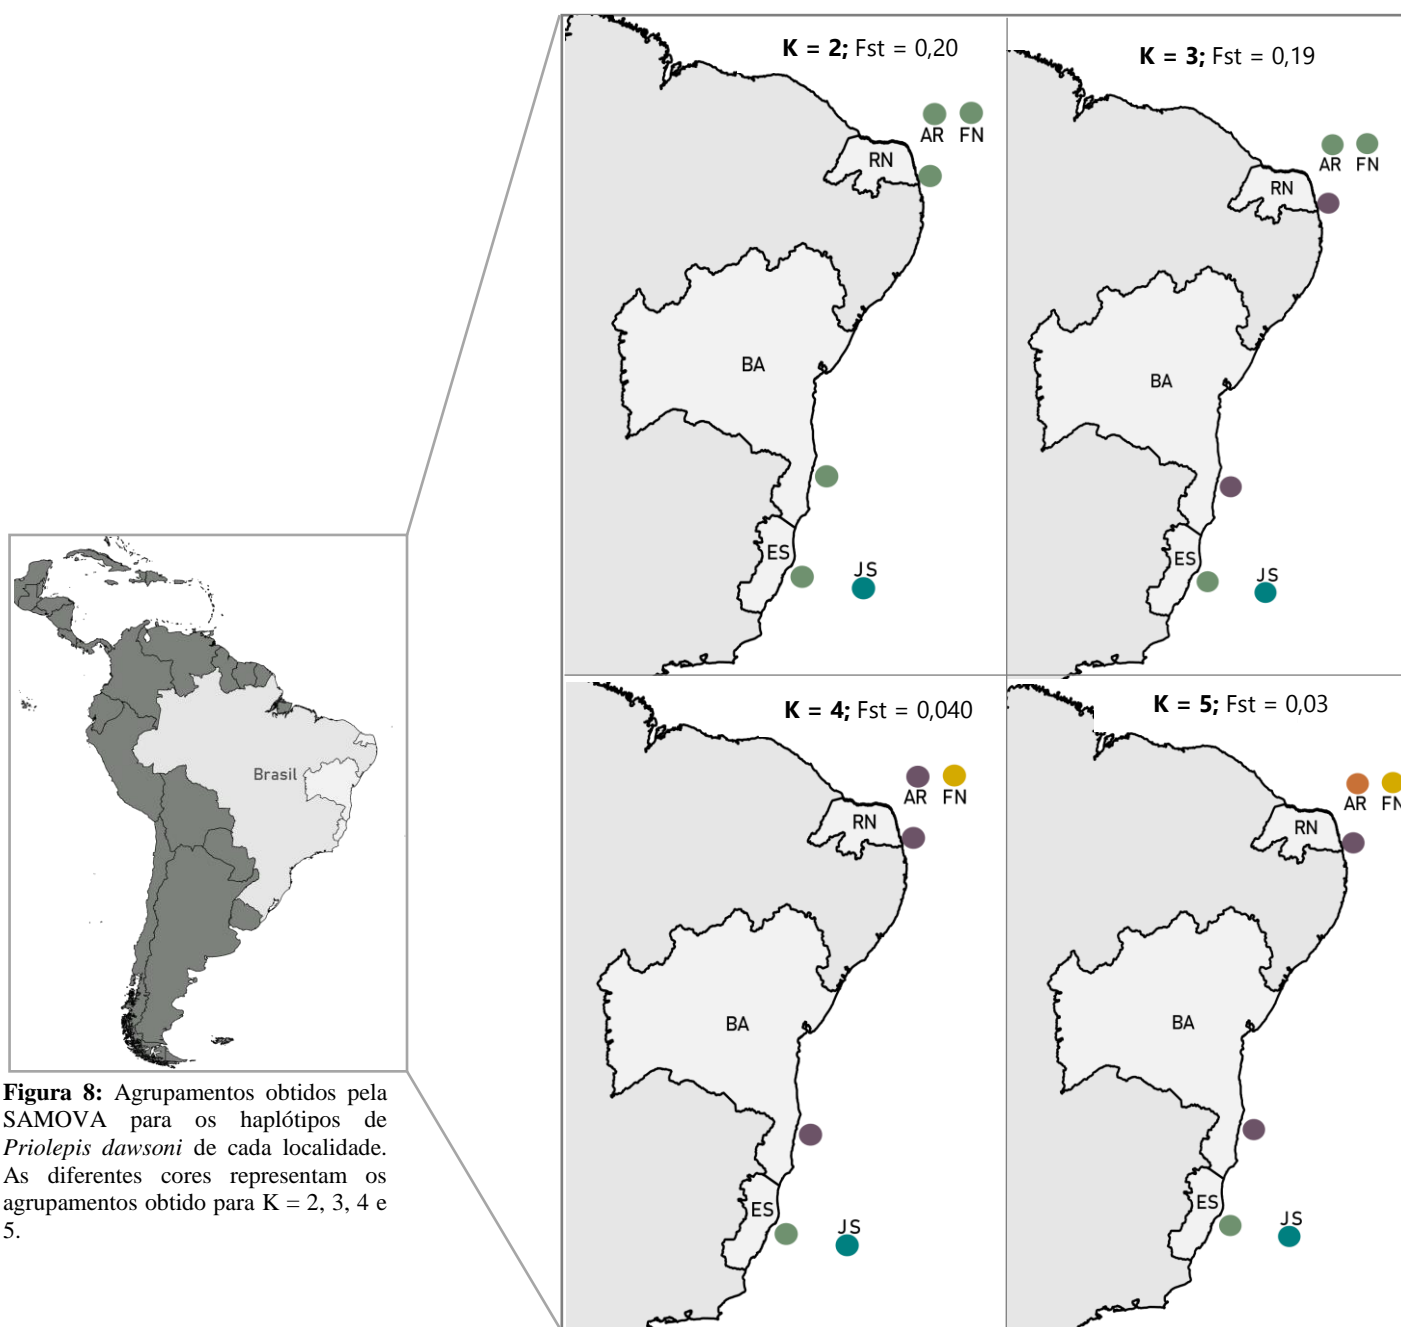 K = 2; Fst = 0,20
AR FN
RN
BA
ES
JS
K = 3; Fst = 0,19
AR FN
RN
BA
ES
JS
K = 4; Fst = 0,040
AR FN
RN
BA
ES
JS
K = 5; Fst = 0,03
AR FN
RN
BA
ES
JS
Brasil
Figura 8: Agrupamentos obtidos pela
SAMOVA para os haplótipos de
Priolepis dawsoni de cada localidade.
As diferentes cores representam os
agrupamentos obtido para K = 2, 3, 4 e
5.